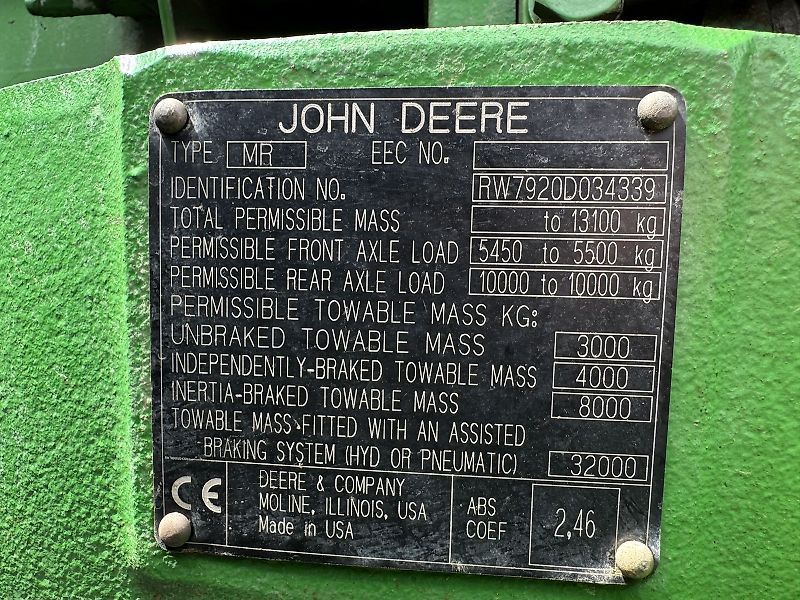 JOHN DEERE
TYPE MR EEC NO.
IDENTIFICATION NO. RW7920D034339
TOTAL PERMISSIBLE MASS to 13100 kg
PERMISSIBLE FRONT AXLE LOAD 5450 to 5500 kg
PERMISSIBLE REAR AXLE LOAD 10000 to 10000 kg
PERMISSIBLE TOWABLE MASS KG:
UNBRAKED TOWABLE MASS 3000
INDEPENDENTLY-BRAKED TOWABLE MASS 4000
INERTIA-BRAKED TOWABLE MASS 8000
TOWABLE MASS-FITTED WITH AN ASSISTED
BRAKING SYSTEM (HYD OR PNEUMATIC) 32000
CE DEERE & COMPANY
MOLINE, ILLINOIS, USA
Made in USA
ABS
COEF 2,46